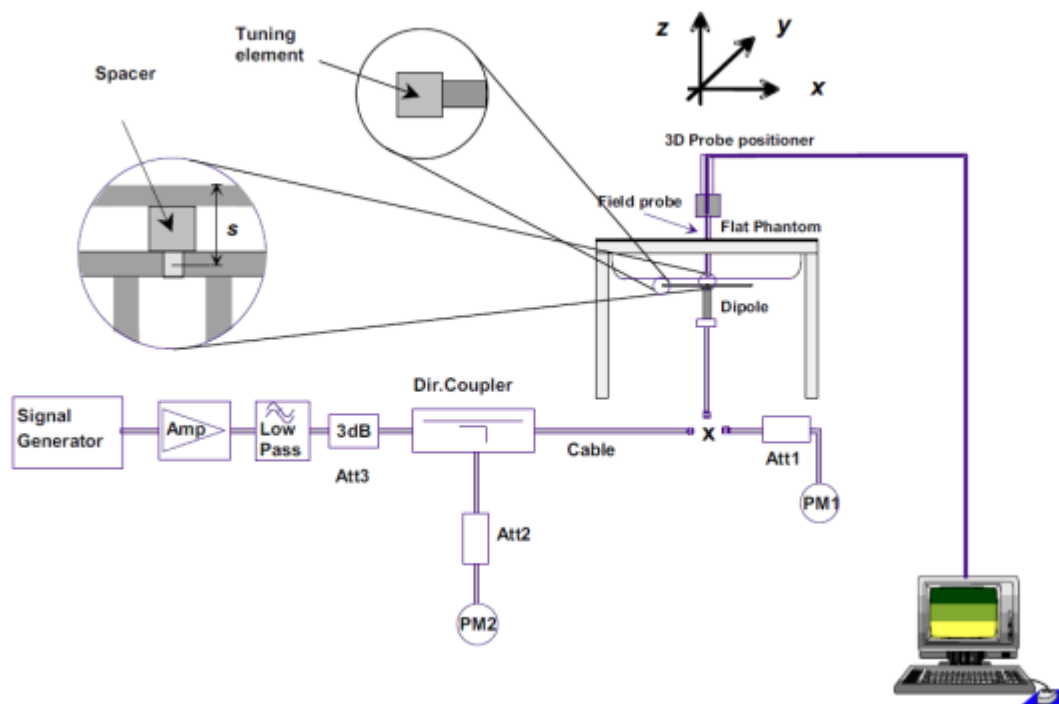 Tuning
element
Spacer
z
y
x
3D Probe positioner
s
Field probe
Flat Phantom
Dipole
Dir.Coupler
Signal
Generator
Amp
Low
Pass
3dB
Att3
Cable
x
Att1
PM1
Att2
PM2